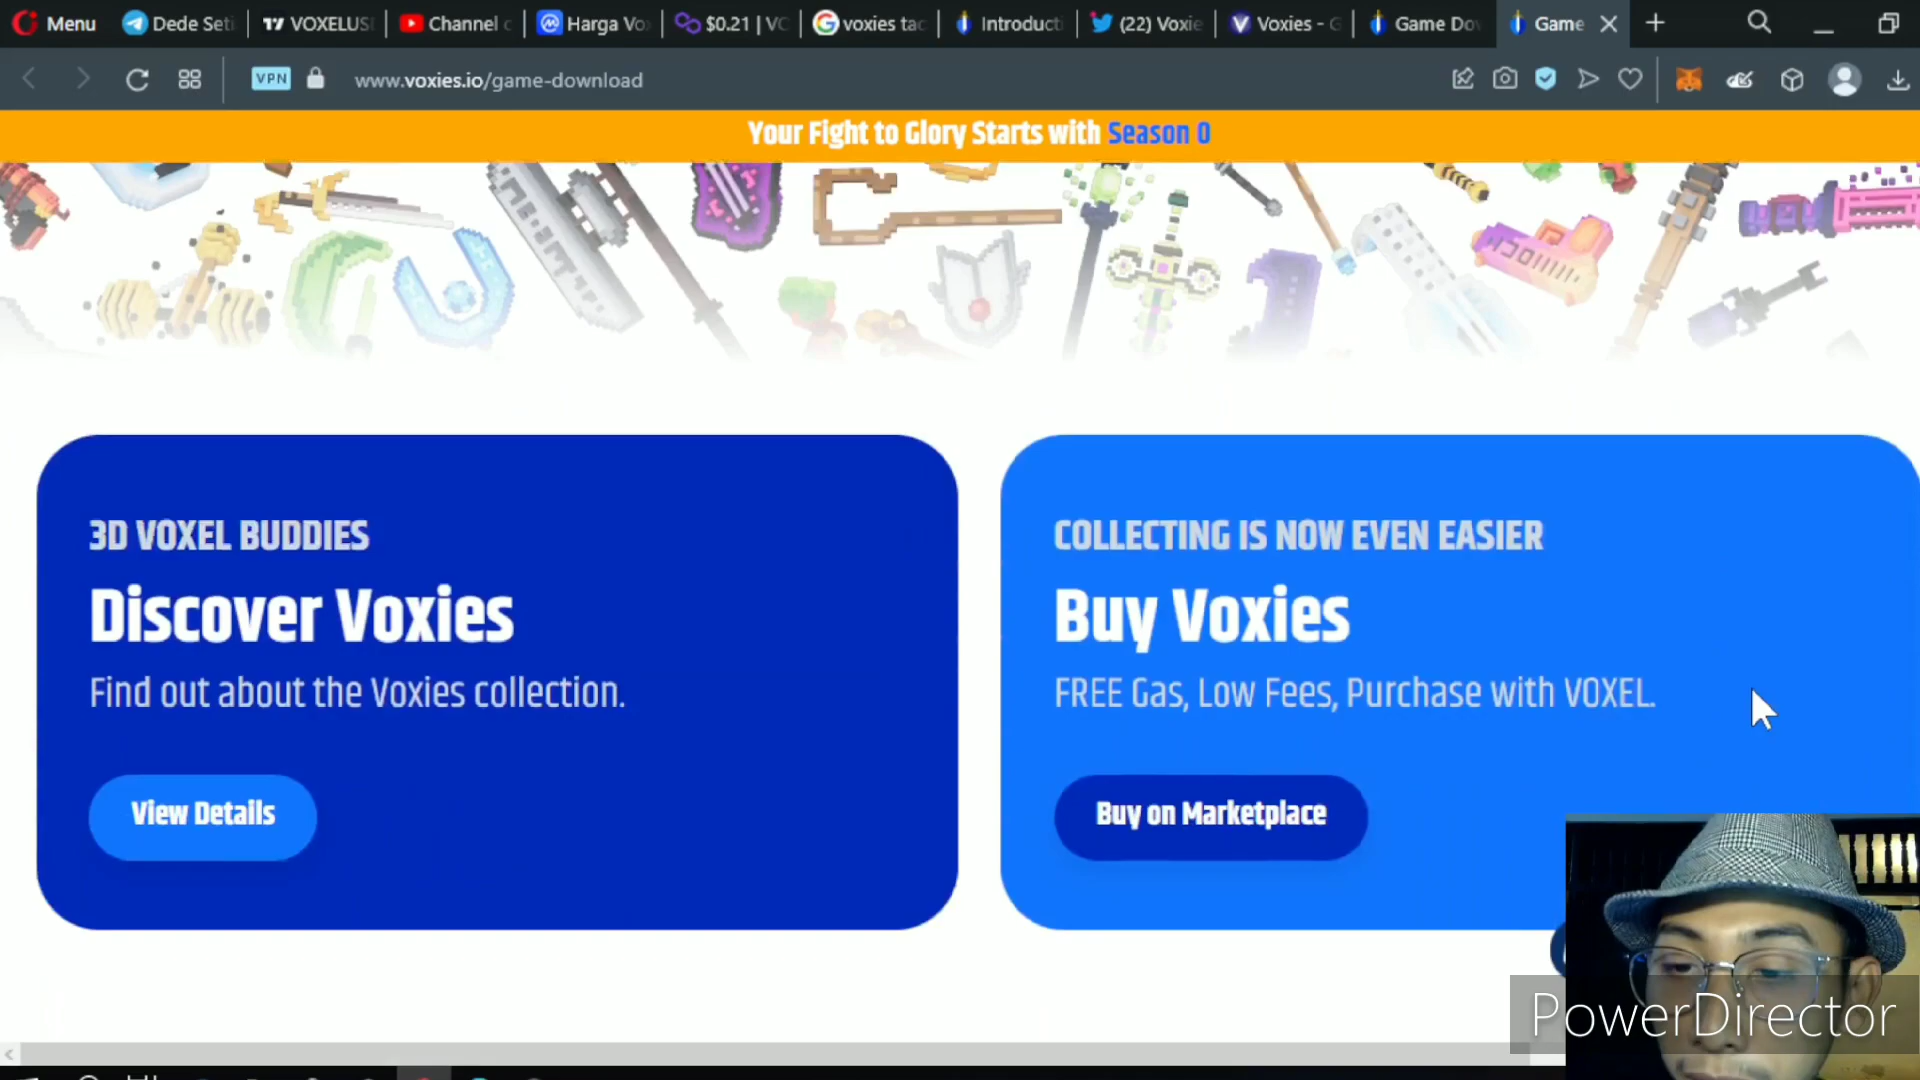 Menu
Dede Seti
VOXELUS
Channel
Harga Vo
$0.21 | VO
voxies tac
Introducti
(22) Voxie
Voxies - G
Game Do
Game
VPN
www.voxies.io/game-download
Your Fight to Glory Starts with Season 0
3D VOXEL BUDDIES
Discover Voxies
Find out about the Voxies collection.
View Details
COLLECTING IS NOW EVEN EASIER
Buy Voxies
FREE Gas, Low Fees, Purchase with VOXEL.
Buy on Marketplace
PowerDirector